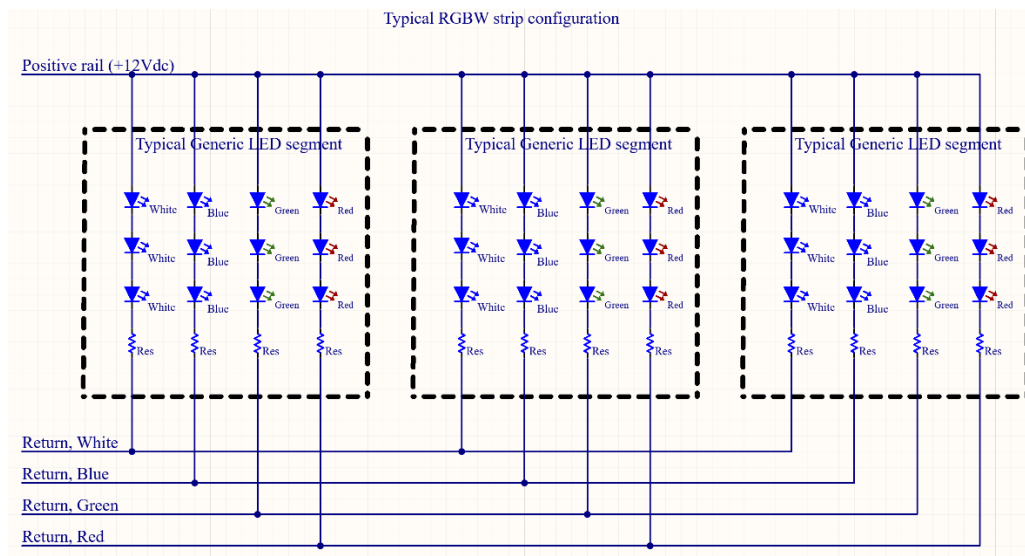 Typical RGBW strip configuration
Positive rail (+12Vdc)
Typical Generic LED segment
Typical Generic LED segment
Typical Generic LED segment
White Blue Green Red
White Blue Green Red
White Blue Green Red
White Blue Green Red
White Blue Green Red
White Blue Green Red
White Blue Green Red
White Blue Green Red
White Blue Green Red
Res Res Res Res
Res Res Res Res
Res Res Res Res
Return, White
Return, Blue
Return, Green
Return, Red